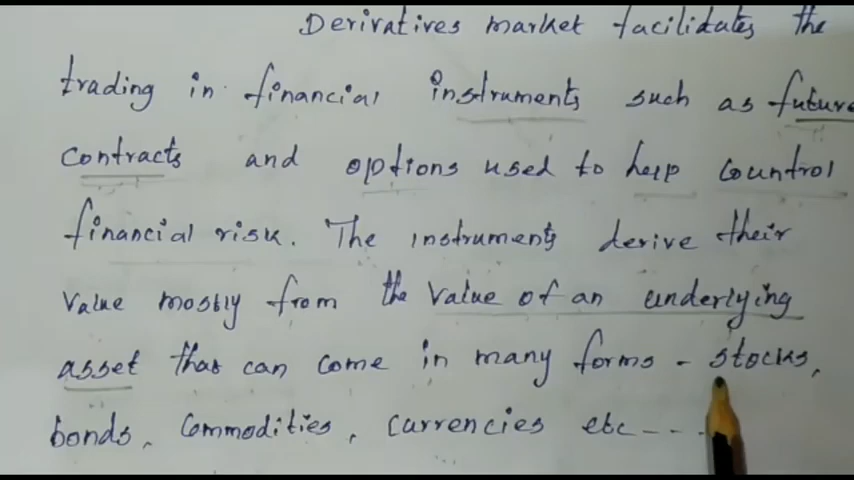 Derivatives market facilidates the
trading in financial instruments such as future
contracts and options used to help countrol
financial risk. The instruments derive their
value mostly from the value of an underlying
asset that can come in many forms - stocks,
bonds, commodities, currencies etc----